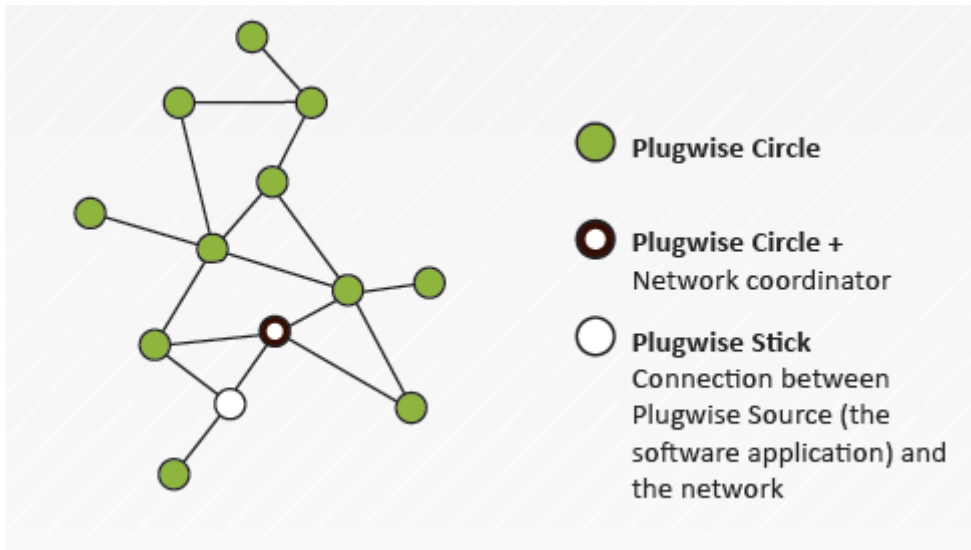 Plugwise Circle
Plugwise Circle +
Network coordinator
Plugwise Stick
Connection between
Plugwise Source (the
software application) and
the network